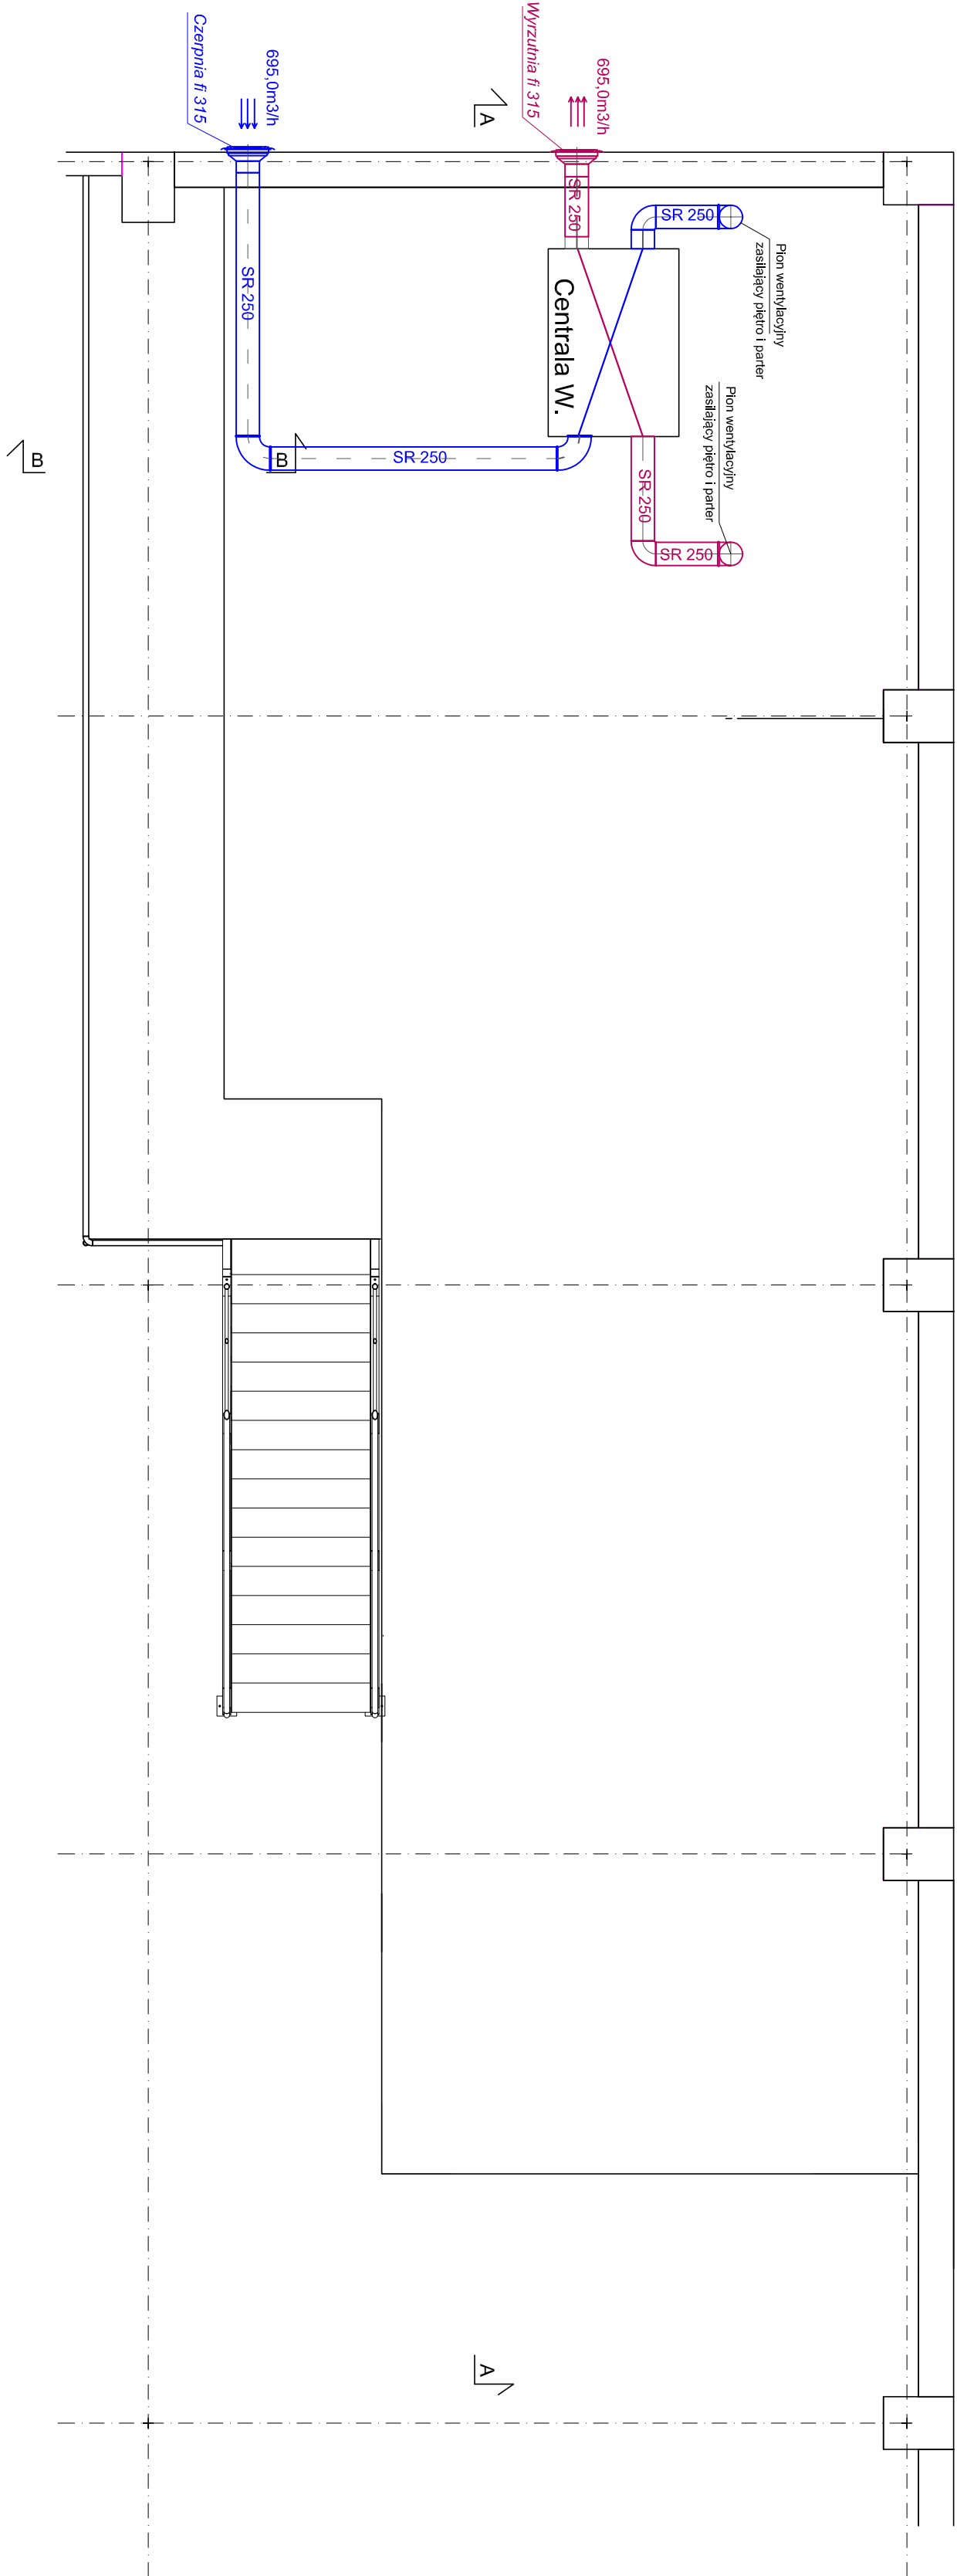 Czerpnia fi 315
695,0m3/h
Wyrzutnia fi 315
695,0m3/h
A
SR 250
SR 250
Pion wentylacyjny
zasilający piętro i parter
SR 250
Centrala W.
Pion wentylacyjny
zasilający piętro i parter
B
B
SR 250
SR 250
SR 250
A